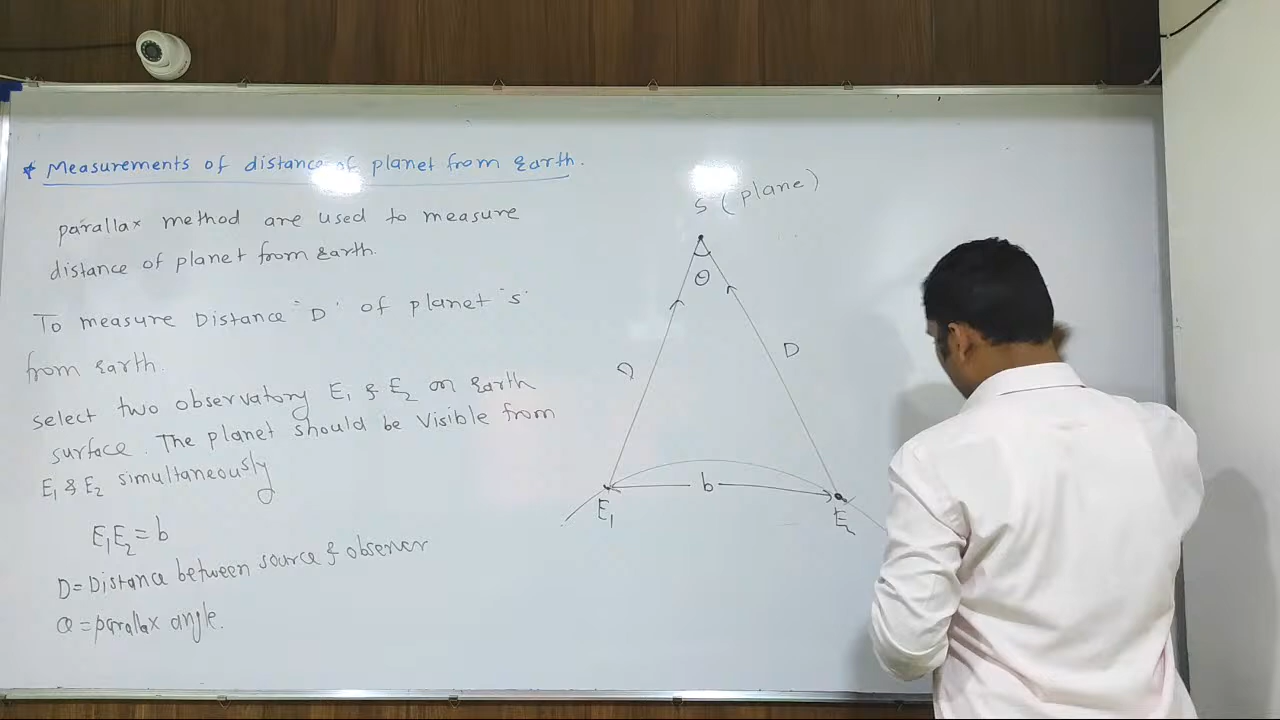 * Measurements of distance of planet from Earth.
parallax method are used to measure
distance of planet from Earth.
To measure Distance "D" of planet "s"
from Earth.
select two observatory E1 & E2 on Earth
surface. The planet should be Visible from
E1 & E2 simultaneously
E1E2 = b
D = Distance between source & observer
θ = parallax angle.
S (plane)
θ
D
D
b
E1
E2